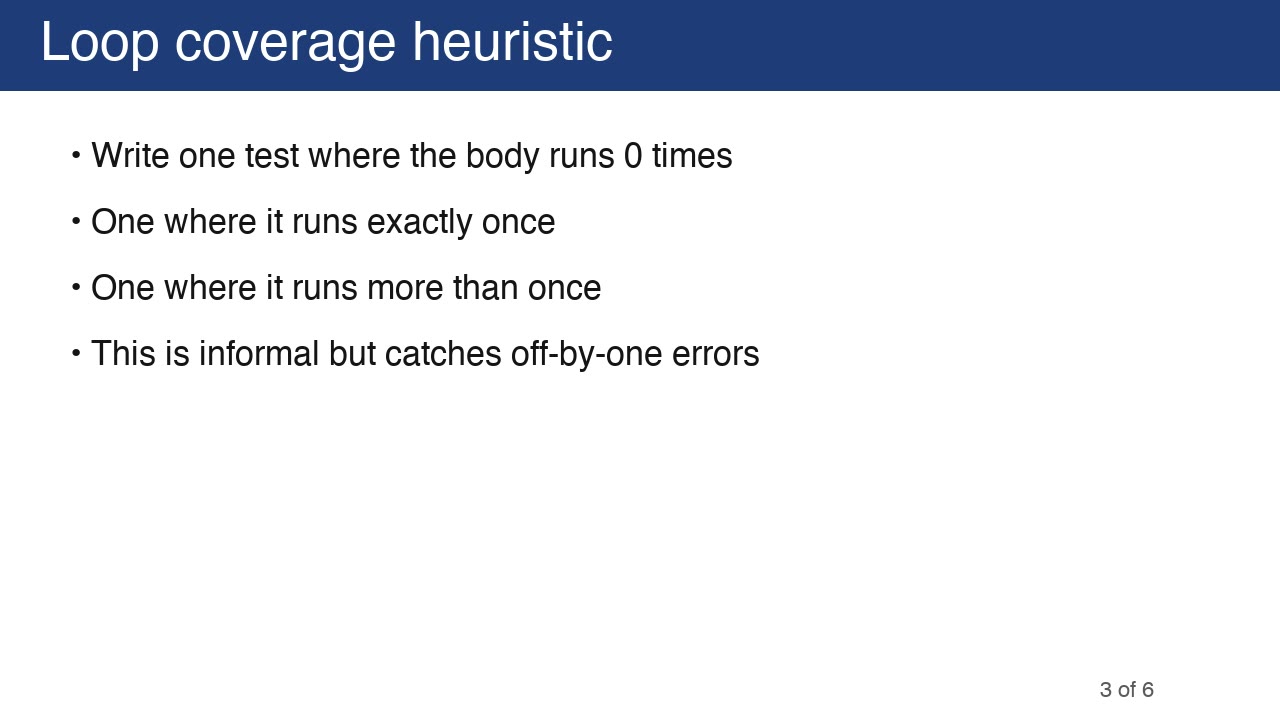 Loop coverage heuristic
• Write one test where the body runs 0 times
• One where it runs exactly once
• One where it runs more than once
• This is informal but catches off-by-one errors
3 of 6